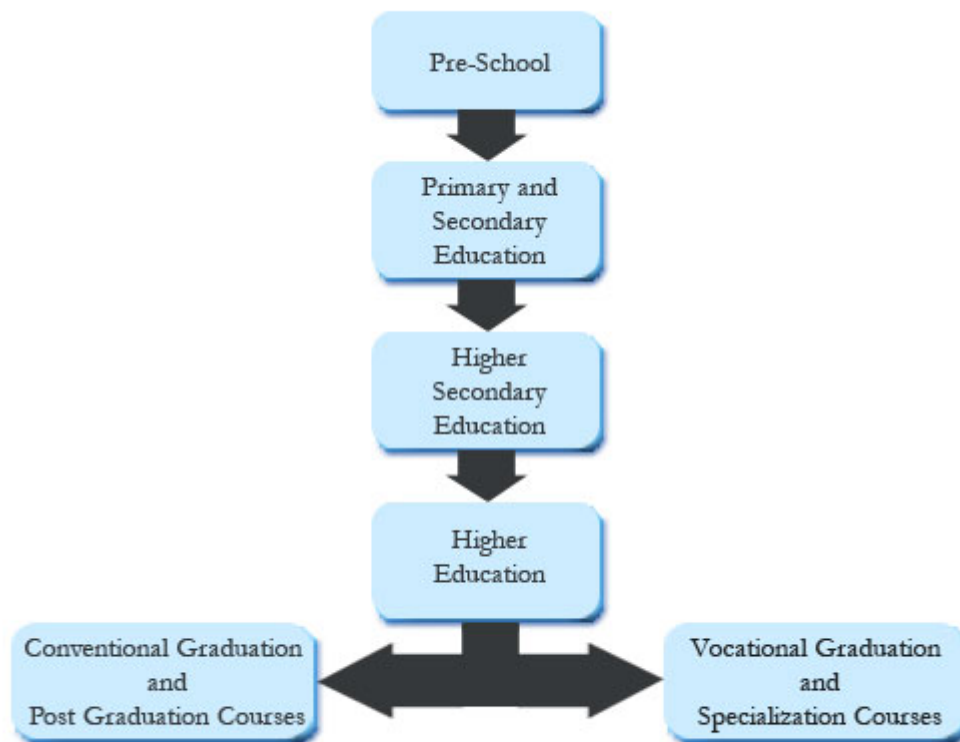 Pre-School
Primary and
Secondary
Education
Higher
Secondary
Education
Higher
Education
Conventional Graduation
and
Post Graduation Courses
Vocational Graduation
and
Specialization Courses